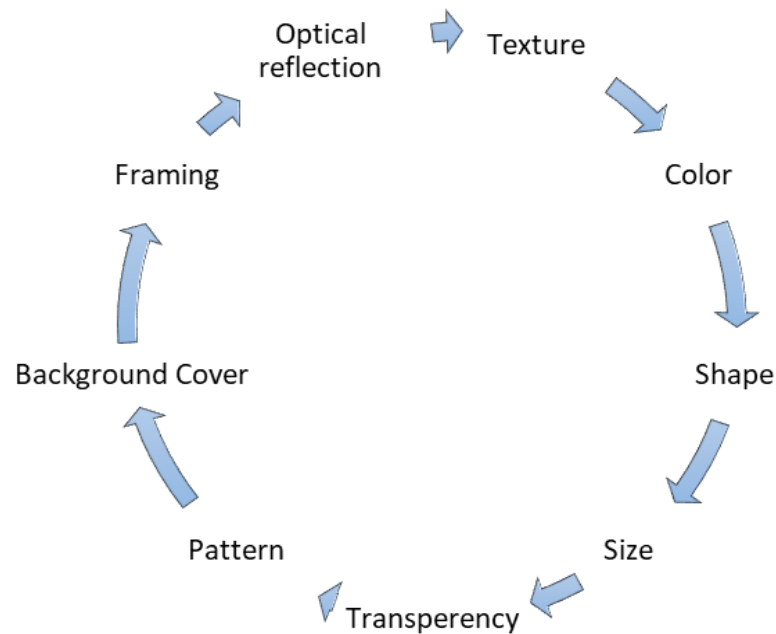 Optical
reflection
Texture
Color
Shape
Size
Transperency
Pattern
Background Cover
Framing